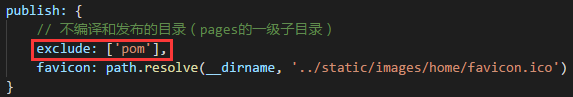 publish: {
// 不编译和发布的目录（pages的一级子目录）
exclude: ['pom'],
favicon: path.resolve(__dirname, '../static/images/home/favicon.ico')
}